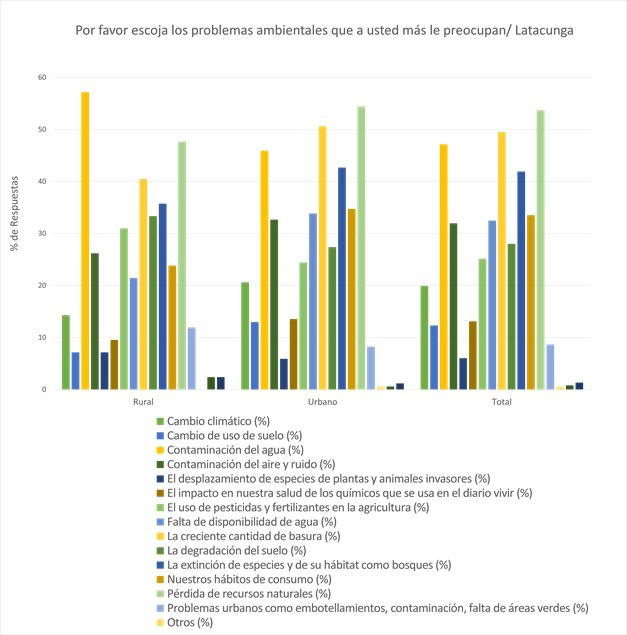 Por favor escoja los problemas ambientales que a usted más le preocupan/ Latacunga
60
50
40
30
20
10
0
% de Respuestas
Rural
Urbano
Total
Cambio climático (%)
Cambio de uso de suelo (%)
Contaminación del agua (%)
Contaminación del aire y ruido (%)
El desplazamiento de especies de plantas y animales invasores (%)
El impacto en nuestra salud de los químicos que se usa en el diario vivir (%)
El uso de pesticidas y fertilizantes en la agricultura (%)
Falta de disponibilidad de agua (%)
La creciente cantidad de basura (%)
La degradación del suelo (%)
La extinción de especies y de su hábitat como bosques (%)
Nuestros hábitos de consumo (%)
Pérdida de recursos naturales (%)
Problemas urbanos como embotellamientos, contaminación, falta de áreas verdes (%)
Otros (%)